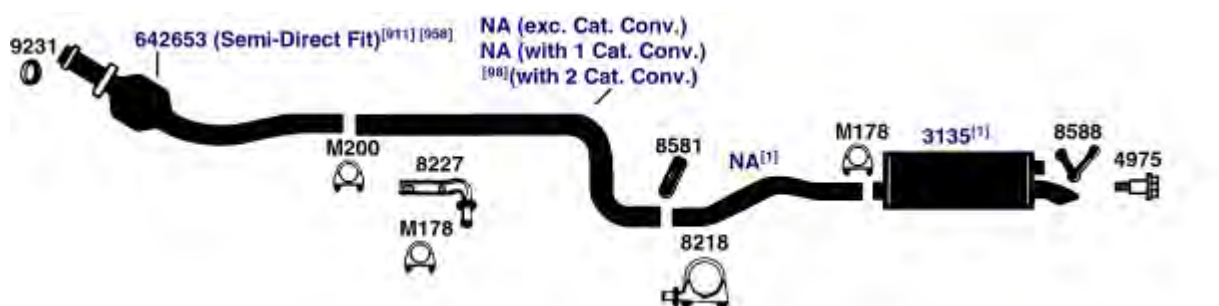 9231
642653 (Semi-Direct Fit)[911] [958]
NA (exc. Cat. Conv.)
NA (with 1 Cat. Conv.)
[98](with 2 Cat. Conv.)
M200
8227
M178
8581
NA[1]
8218
M178
3135[1]
8588
4975